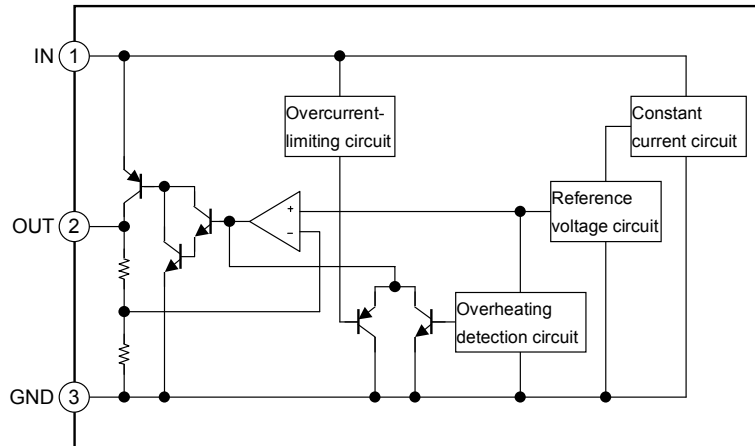 IN 1
Overcurrent-
limiting circuit
Constant
current circuit
Reference
voltage circuit
OUT 2
+
−
Overheating
detection circuit
GND 3